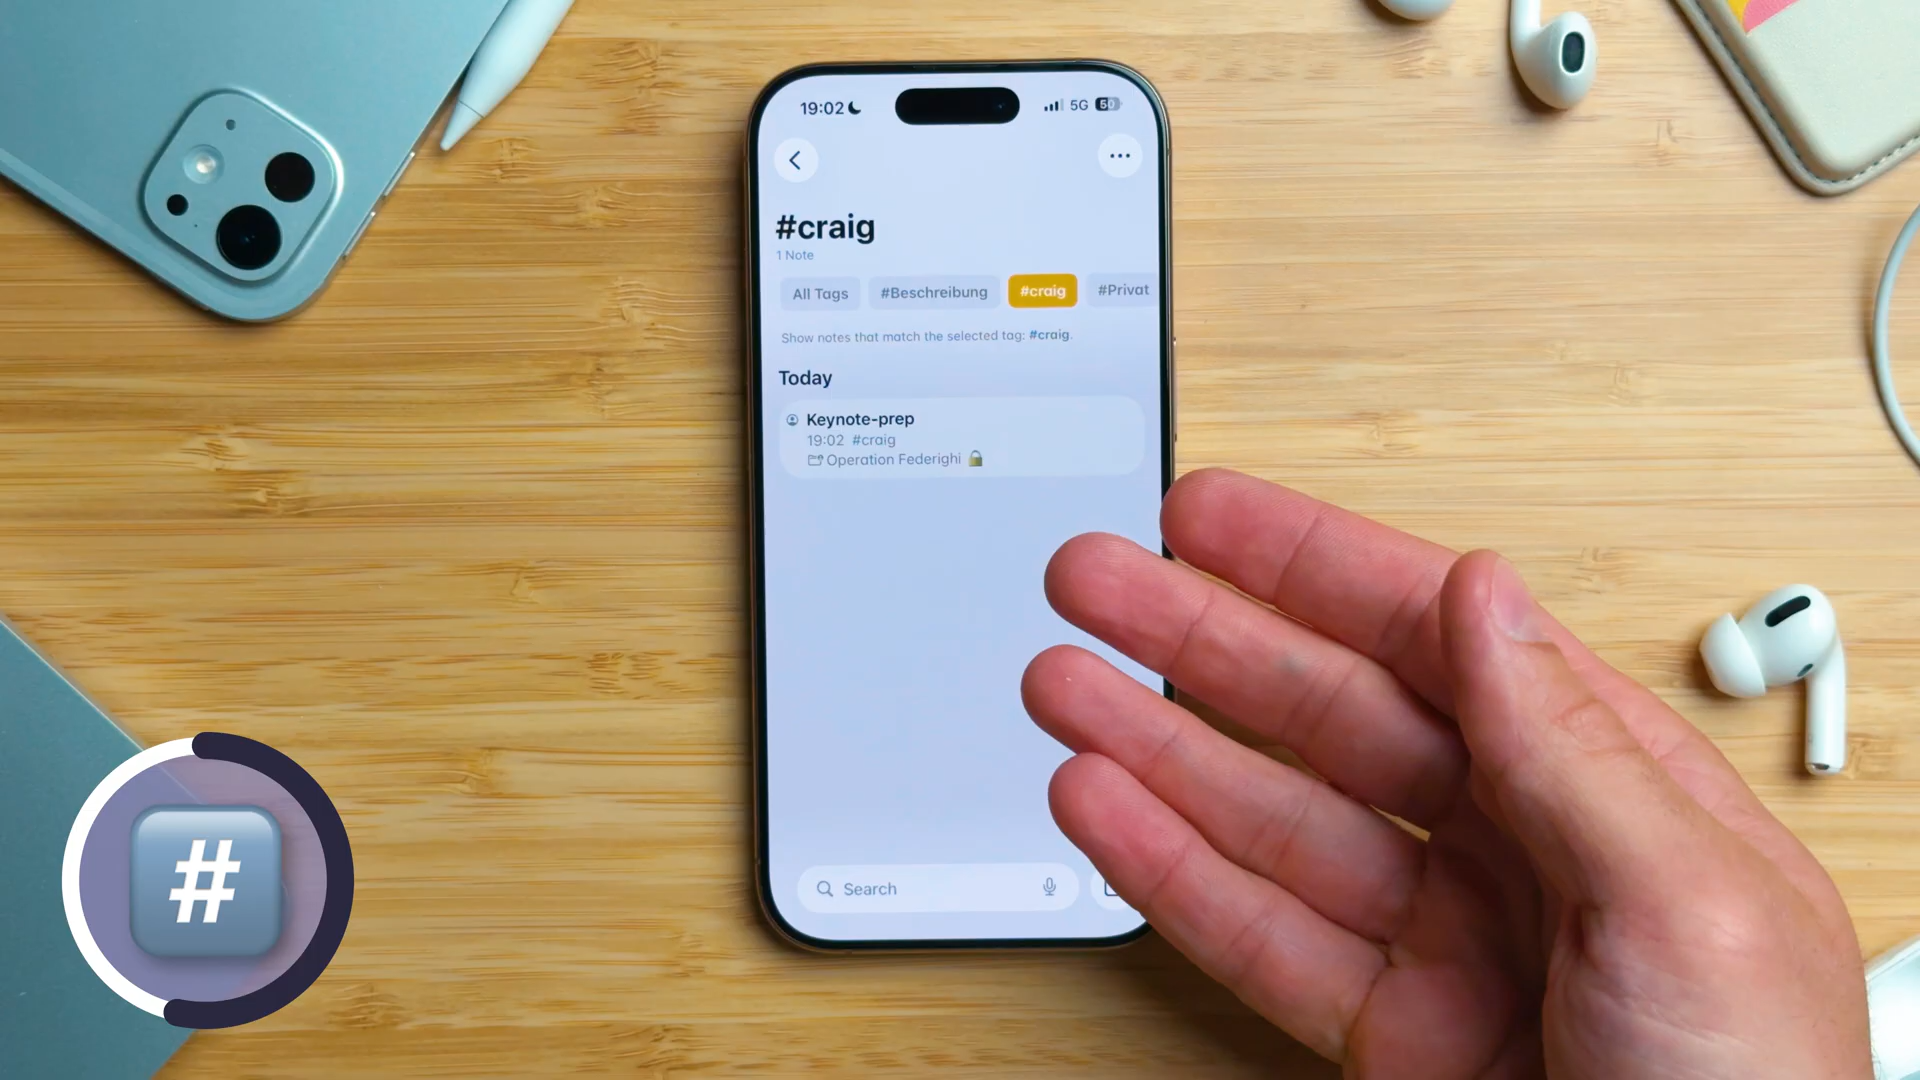 19:02
5G
50
#craig
1 Note
All Tags
#Beschreibung
#craig
#Privat
Show notes that match the selected tag: #craig.
Today
Keynote-prep
19:02 #craig
Operation Federighi
Search
#